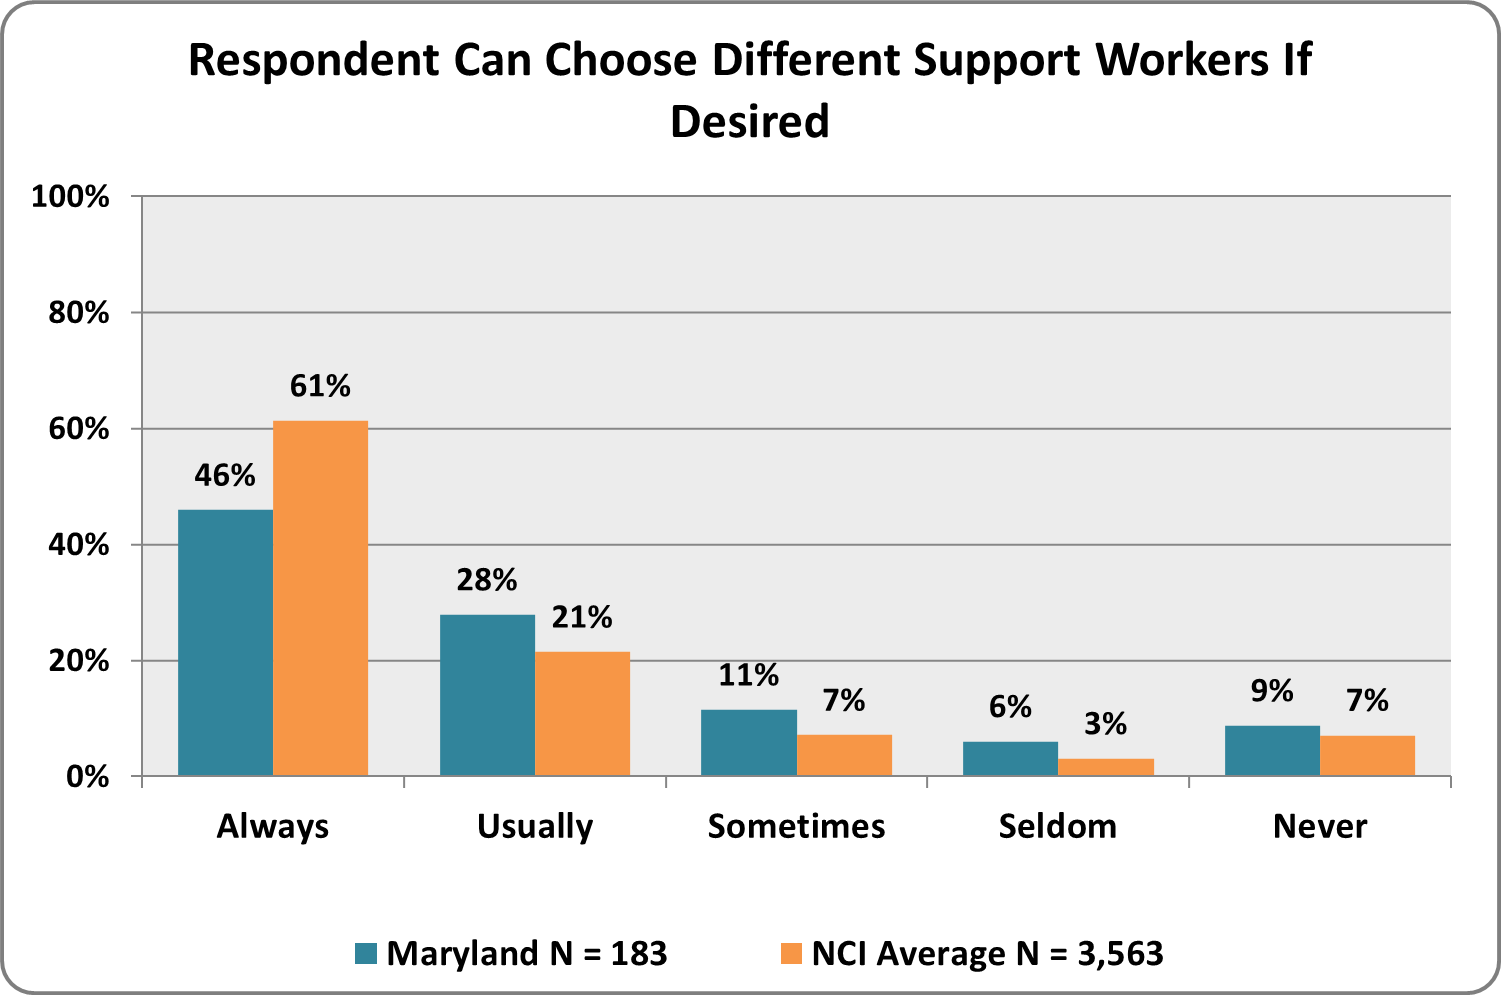 Respondent Can Choose Different Support Workers If
Desired
100%
80%
60%
40%
20%
0%
46%
61%
28%
21%
11%
7%
6%
3%
9%
7%
Always
Usually
Sometimes
Seldom
Never
Maryland N = 183
NCI Average N = 3,563